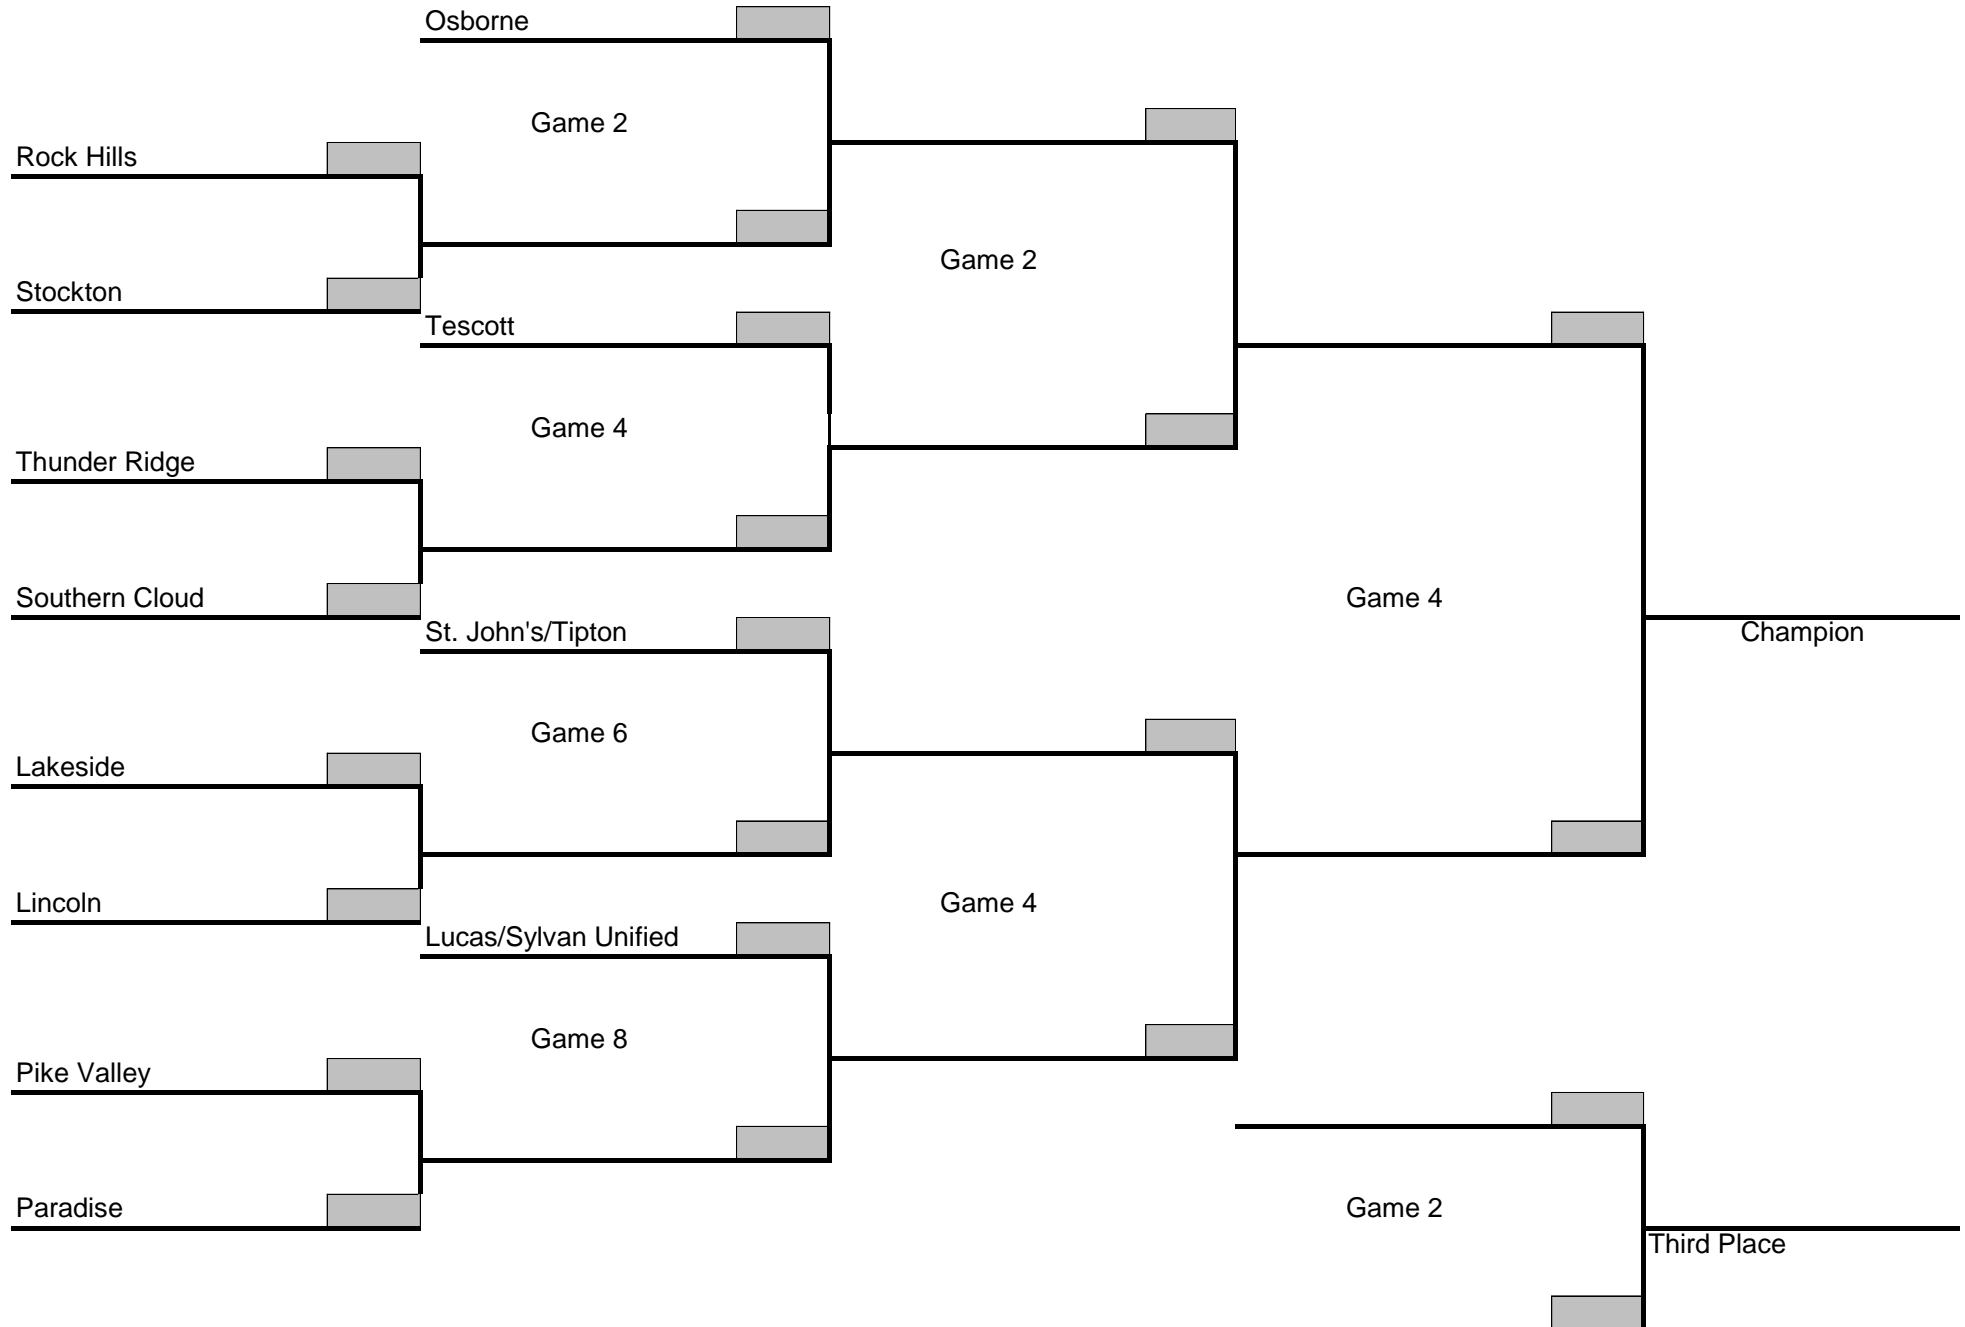 Osborne
Game 2
Rock Hills
Game 2
Stockton
Tescott
Game 4
Thunder Ridge
Southern Cloud
Game 4
St. John's/Tipton
Champion
Game 6
Lakeside
Lincoln
Game 4
Lucas/Sylvan Unified
Game 8
Pike Valley
Paradise
Game 2
Third Place